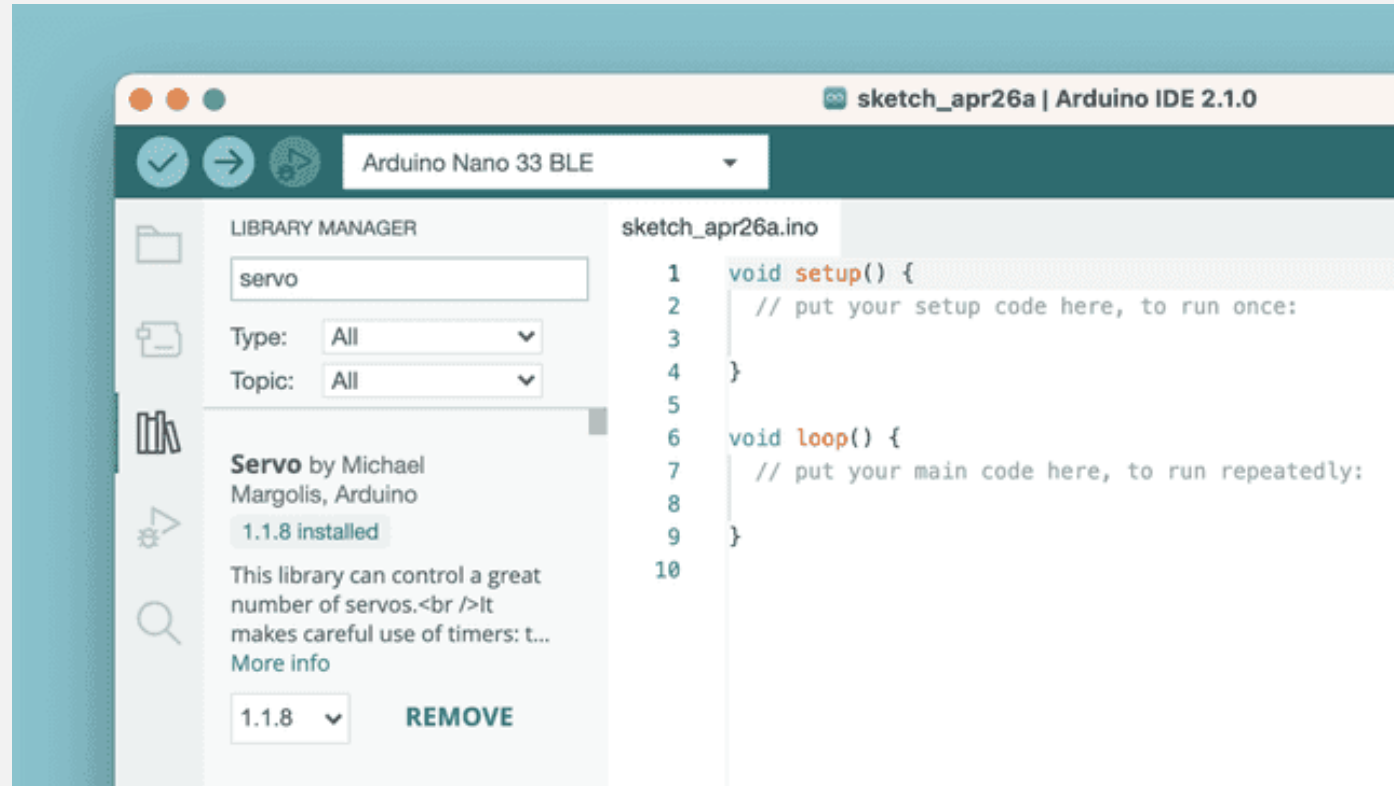 sketch_apr26a | Arduino IDE 2.1.0
Arduino Nano 33 BLE
LIBRARY MANAGER
servo
Type: All
Topic: All
Servo by Michael
Margolis, Arduino
1.1.8 installed
This library can control a great
number of servos.<br />It
makes careful use of timers: t...
More info
1.1.8 REMOVE
sketch_apr26a.ino
1 void setup() {
2 // put your setup code here, to run once:
3
4 }
5
6 void loop() {
7 // put your main code here, to run repeatedly:
8
9 }
10